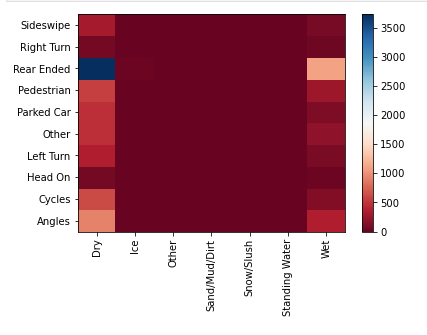 Sideswipe
Right Turn
Rear Ended
Pedestrian
Parked Car
Other
Left Turn
Head On
Cycles
Angles
Dry
Ice
Other
Sand/Mud/Dirt
Snow/Slush
Standing Water
Wet
3500
3000
2500
2000
1500
1000
500
0